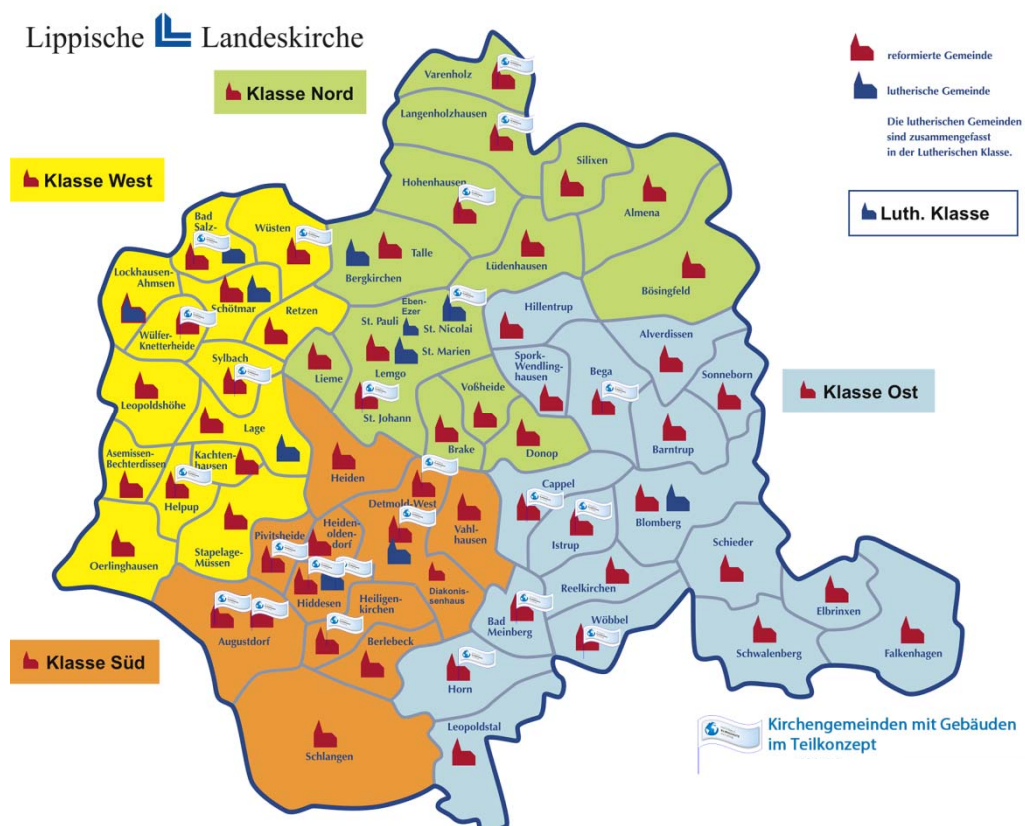 Lippische Landeskirche
Klasse Nord
reformierte Gemeinde
lutherische Gemeinde
Die lutherischen Gemeinden
sind zusammengefasst
in der Lutherischen Klasse.
Luth. Klasse
Klasse West
Varenholz
Langenholzhausen
Silixen
Hohenhausen
Almena
Bad
Salz-
Wüsten
Talle
Bergkirchen
Lüdenhausen
Bösingfeld
Lockhausen-
Ahmsen
Schötmar
Retzen
Wülfer-
Knetterheide
Eben-
Ezer
St. Pauli
St. Nicolai
St. Marien
Lemgo
Hillentrup
Alverdissen
Sylbach
Lieme
Spork-
Wendling-
hausen
Bega
Sonneborn
Leopoldshöhe
Voßheide
Klasse Ost
Lage
St. Johann
Brake
Donop
Barntrup
Asemissen-
Bechterdissen
Kachten-
hausen
Heiden
Helpup
Detmold-West
Cappel
Blomberg
Oerlinghausen
Stapelage-
Müssen
Pivitsheide
Heiden-
olden-
dorf
Vahl-
hausen
Istrup
Schieder
Hiddesen
Heiligen-
kirchen
Diakonis-
senhaus
Reelkirchen
Elbrinxen
Augustdorf
Berlebeck
Bad
Meinberg
Wöbbel
Schwalenberg
Falkenhagen
Klasse Süd
Horn
Schlangen
Leopoldstal
Kirchengemeinden mit Gebäuden
im Teilkonzept